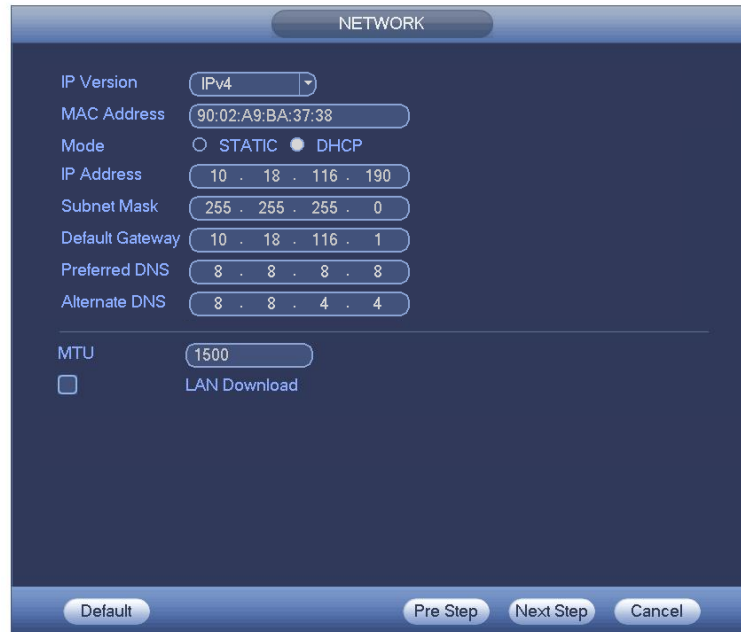 NETWORK
IP Version IPv4
MAC Address 90:02:A9:BA:37:38
Mode STATIC DHCP
IP Address 10 . 18 . 116 . 190
Subnet Mask 255 . 255 . 255 . 0
Default Gateway 10 . 18 . 116 . 1
Preferred DNS 8 . 8 . 8 . 8
Alternate DNS 8 . 8 . 4 . 4
MTU 1500
LAN Download
Default Pre Step Next Step Cancel